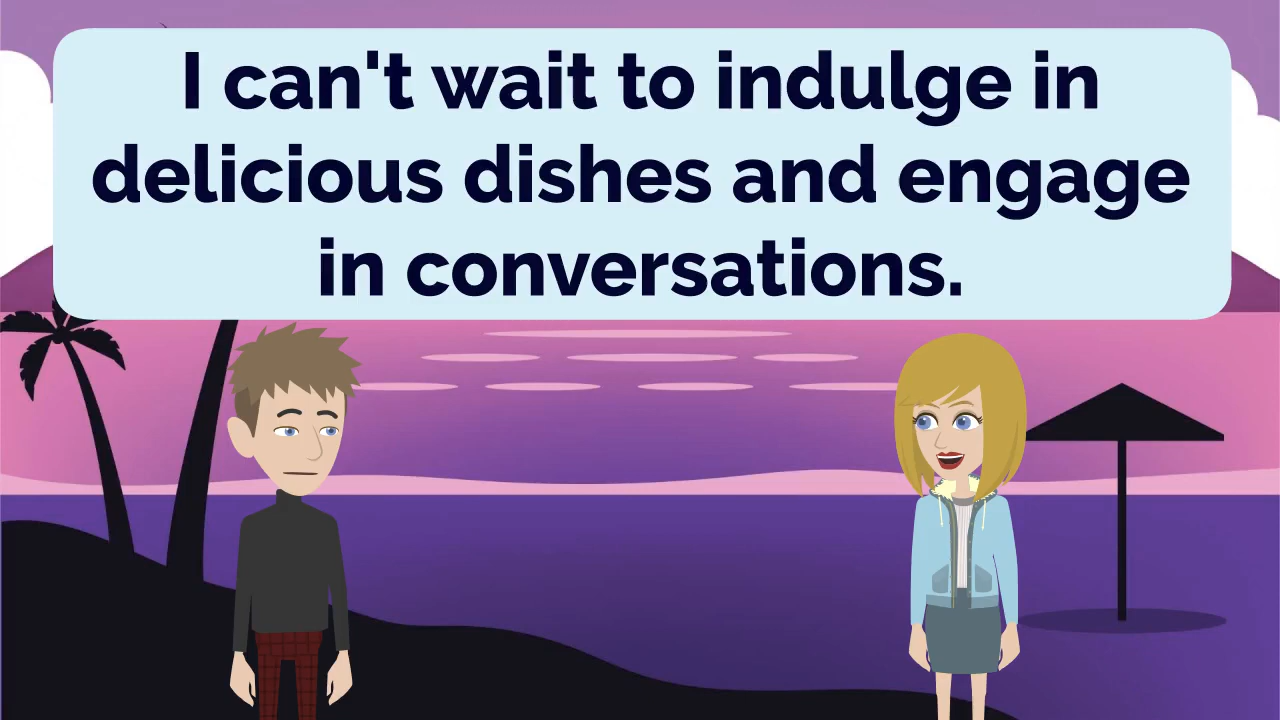 I can't wait to indulge in
delicious dishes and engage
in conversations.